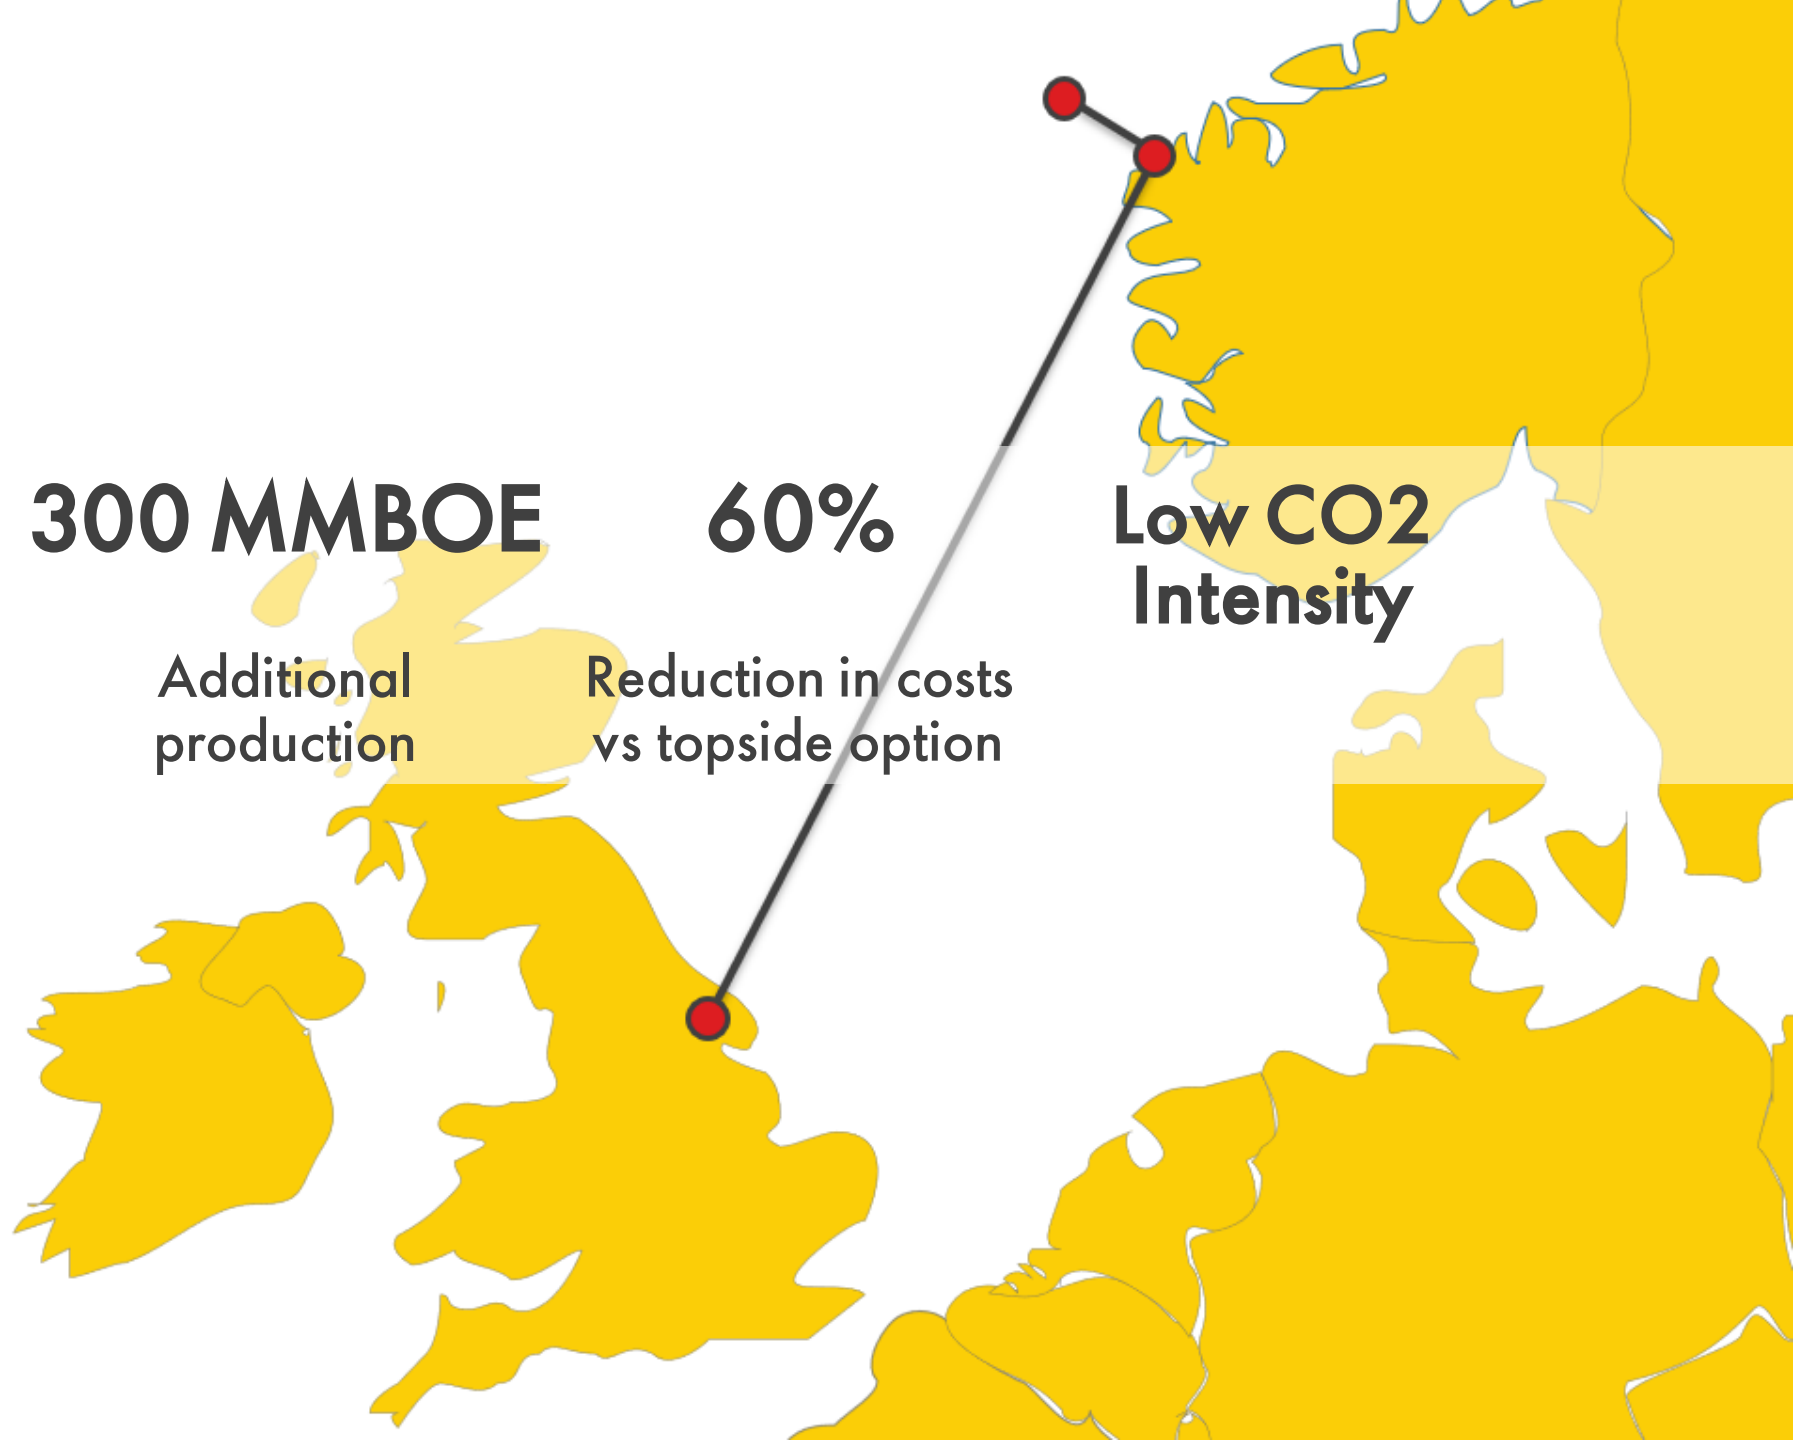 300 MMBOE
Additional
production
60%
Reduction in costs
vs topside option
Low CO2
Intensity